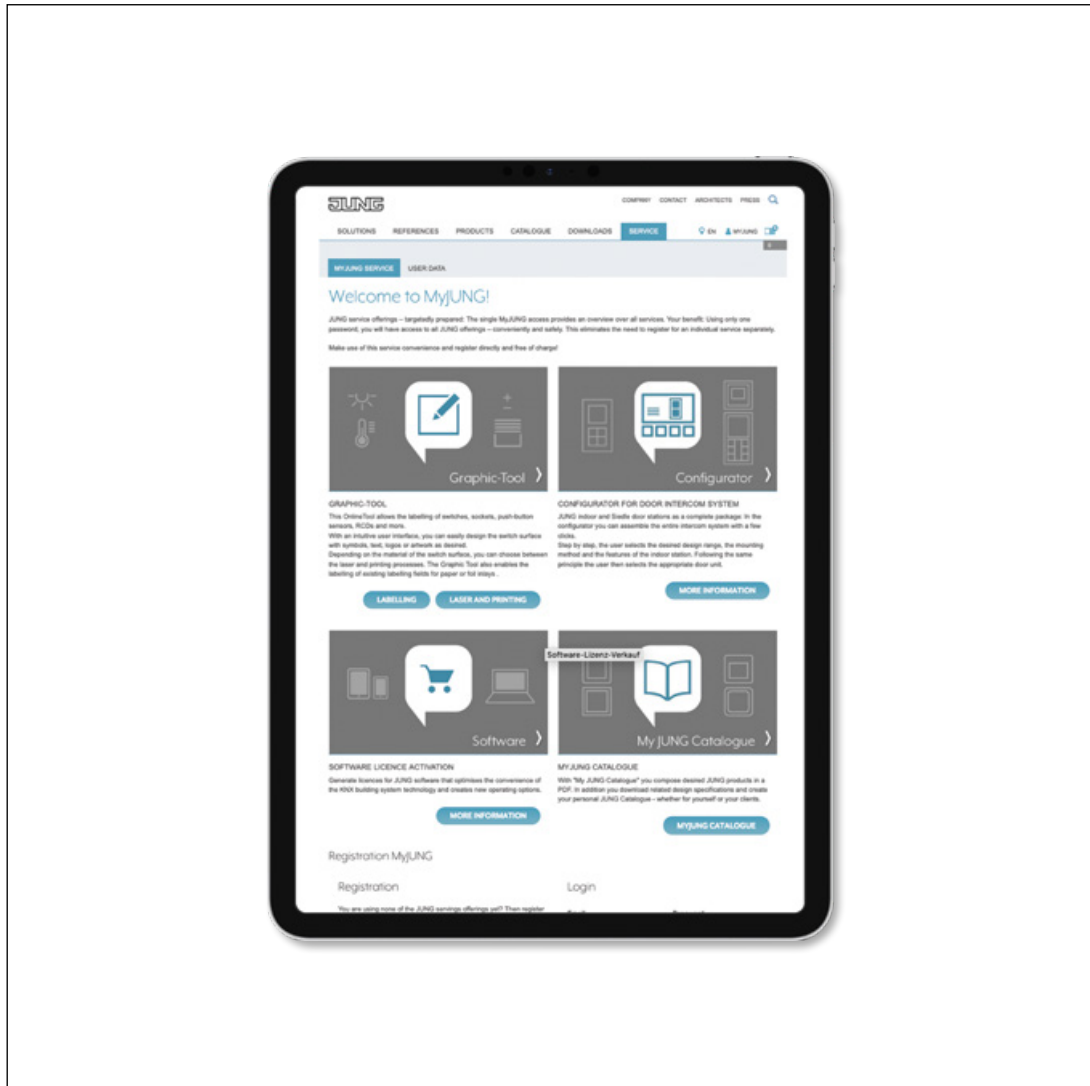 JUNG
COMPANY CONTACT ARCHITECTS PRESS
SOLUTIONS REFERENCES PRODUCTS CATALOGUE DOWNLOADS SERVICE EN MYJUNG
MYJUNG SERVICE USER DATA
Welcome to MyJUNG!
JUNG service offerings – targetedly prepared: The single MyJUNG access provides an overview over all services. Your benefit: Using only one
password, you will have access to all JUNG offerings – conveniently and safely. This eliminates the need to register for an individual service separately.
Make use of this service convenience and register directly and free of charge!
Graphic-Tool
GRAPHIC-TOOL
This OnlineTool allows the labelling of switches, sockets, push-button
sensors, RCDs and more.
With an intuitive user interface, you can easily design the switch surface
with symbols, text, logos or artwork as desired.
Depending on the material of the switch surface, you can choose between
the laser and printing processes. The Graphic Tool also enables the
labelling of existing labelling fields for paper or foil inlays .
LABELLING LASER AND PRINTING
Configurator
CONFIGURATOR FOR DOOR INTERCOM SYSTEM
JUNG indoor and Siedle door stations as a complete package: In the
configurator you can assemble the entire intercom system with a few
clicks.
Step by step, the user selects the desired design range, the mounting
method and the features of the indoor station. Following the same
principle the user then selects the appropriate door unit.
MORE INFORMATION
Software-Lizenz-Verkauf
Software
SOFTWARE LICENCE ACTIVATION
Generate licences for JUNG software that optimises the convenience of
the KNX building system technology and creates new operating options.
MORE INFORMATION
My JUNG Catalogue
MYJUNG CATALOGUE
With "My JUNG Catalogue" you compose desired JUNG products in a
PDF. In addition you download related design specifications and create
your personal JUNG Catalogue – whether for yourself or your clients.
MYJUNG CATALOGUE
Registration MyJUNG
Registration
You are using none of the JUNG servings offerings yet? Then register
Login